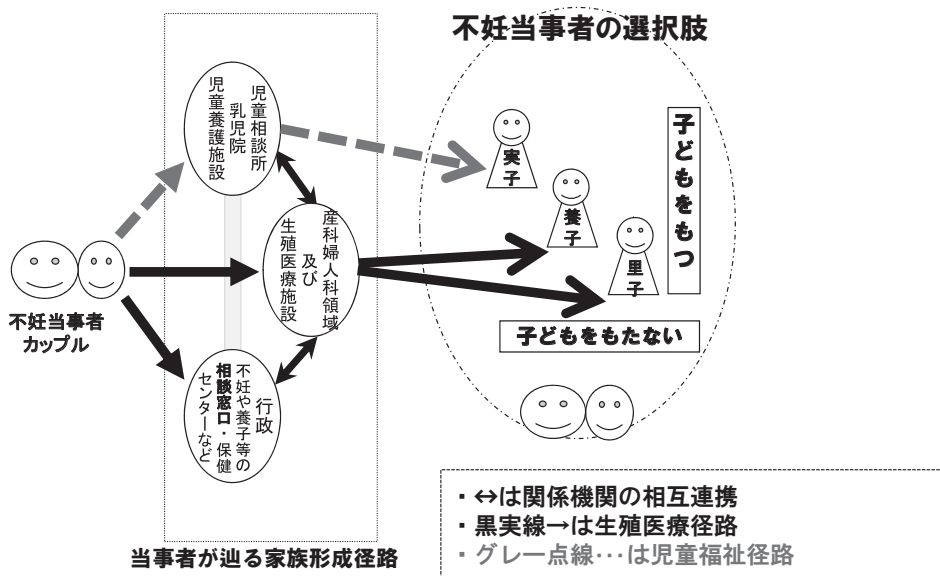 不妊当事者の選択肢
児童相談所
乳児院
児童養護施設
実子
養子
里子
子どもをもつ
産科婦人科領域
及び
生殖医療施設
不妊当事者
カップル
子どもをもたない
行政
不妊や養子等の
相談窓口・保健
センターなど
当事者が辿る家族形成径路
・⇔は関係機関の相互連携
・黒実線→は生殖医療径路
・グレー点線･･･は児童福祉径路